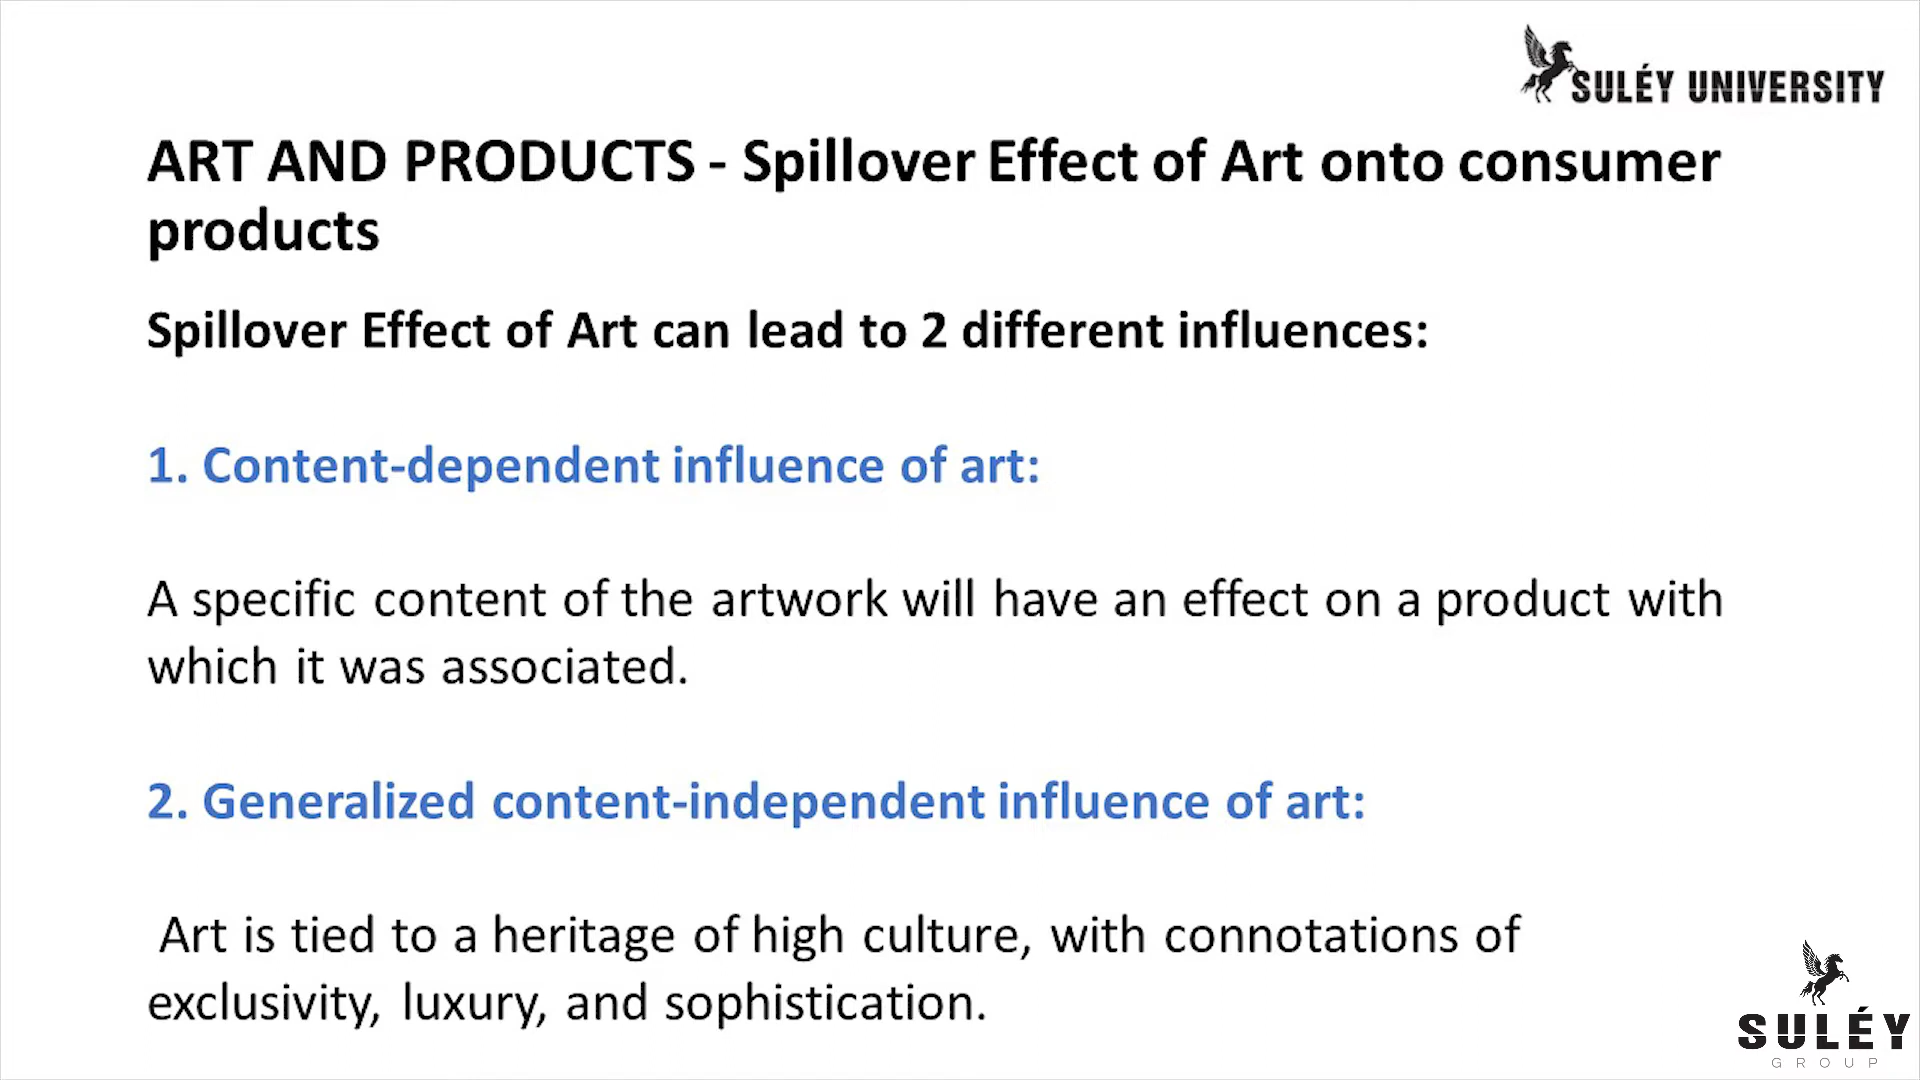 SULÉY UNIVERSITY
ART AND PRODUCTS - Spillover Effect of Art onto consumer
products
Spillover Effect of Art can lead to 2 different influences:
1. Content-dependent influence of art:
A specific content of the artwork will have an effect on a product with
which it was associated.
2. Generalized content-independent influence of art:
Art is tied to a heritage of high culture, with connotations of
exclusivity, luxury, and sophistication.
SULÉY
GROUP